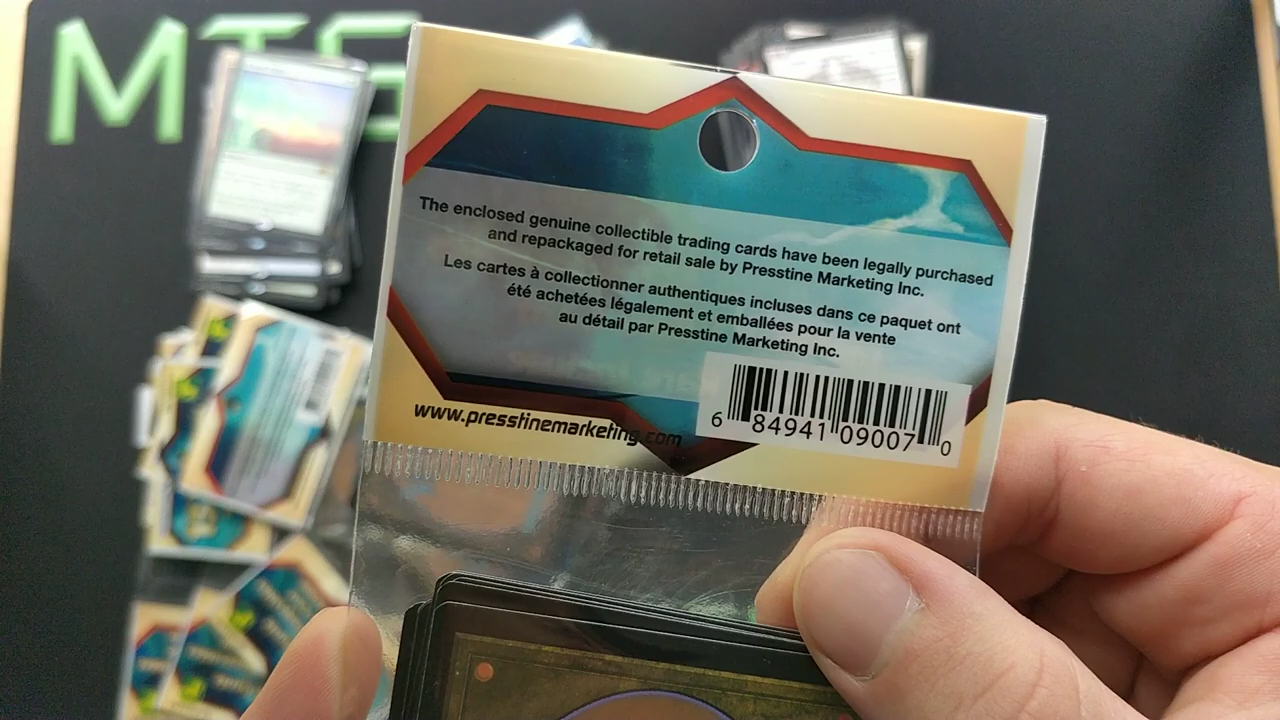 MTG
The enclosed genuine collectible trading cards have been legally purchased
and repackaged for retail sale by Presstine Marketing Inc.
Les cartes à collectionner authentiques incluses dans ce paquet ont
été achetées légalement et emballées pour la vente
au détail par Presstine Marketing Inc.
www.presstinemarketing.com
6 84941 09007 0